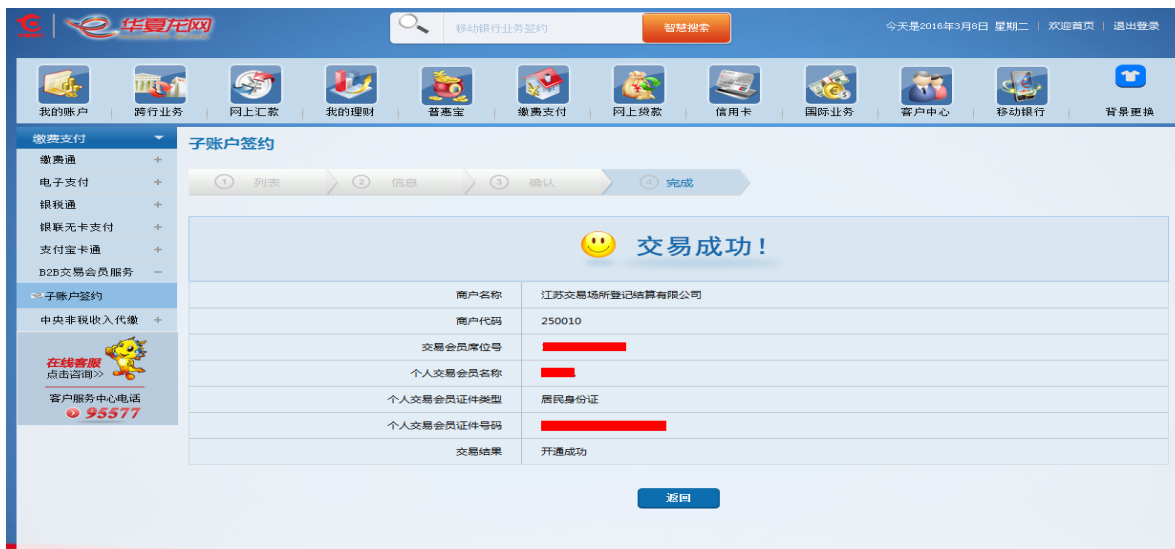 华夏龙网
移动银行业务签约
智慧搜索
今天是2016年3月8日 星期二 | 欢迎首页 | 退出登录
我的账户 | 跨行业务 | 网上汇款 | 我的理财 | 普惠宝 | 缴费支付 | 网上贷款 | 信用卡 | 国际业务 | 客户中心 | 移动银行 | 背景更换
缴费支付
缴费通 +
电子支付 +
银税通 +
银联无卡支付 +
支付宝卡通 +
B2B交易会员服务 −
子账户签约
中央非税收入代缴 +
在线客服
点击咨询>>
客户服务中心电话
95577
子账户签约
1 列表
2 信息
3 确认
4 完成
交易成功!
商户名称 江苏交易场所登记结算有限公司
商户代码 250010
交易会员席位号
个人交易会员名称
个人交易会员证件类型 居民身份证
个人交易会员证件号码
交易结果 开通成功
返回